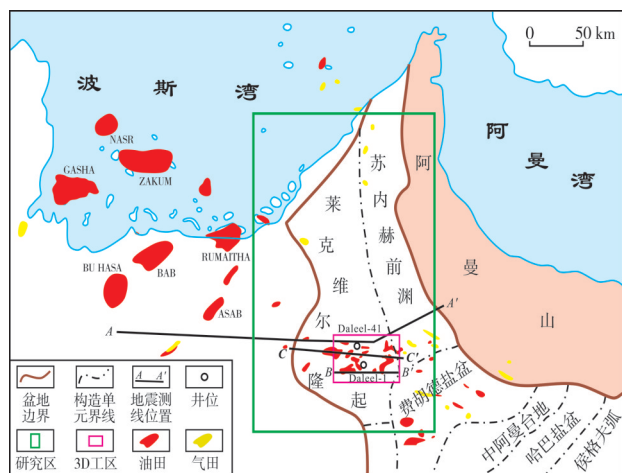 0 50 km
波斯湾
阿曼湾
NASR
GASHA
ZAKUM
RUMAITHA
BU HASA
BAB
ASAB
莱克维尔隆起
苏内赫前渊
阿曼山
A
A′
Daleel-41
C
C′
B
B′
Daleel-1
费胡德盐盆
中阿曼台地
哈巴盐盆
侯格大弧
盆地
边界
构造单
元界线
A A′
地震测
线位置
井位
研究区
3D工区
油田
气田